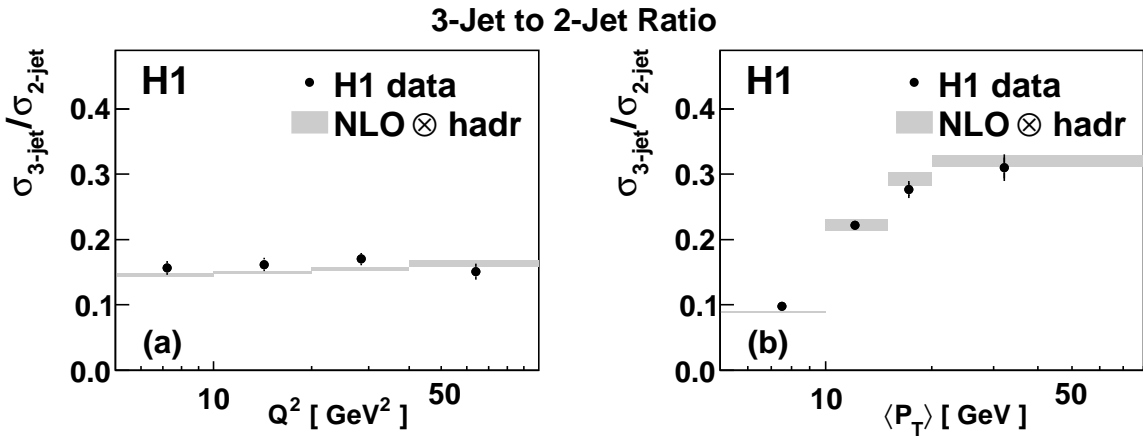 3-Jet to 2-Jet Ratio
σ3-jet/σ2-jet
H1
H1 data
NLO ⊗ hadr
0.4
0.3
0.2
0.1
0.0
(a)
10
50
Q² [ GeV² ]
σ3-jet/σ2-jet
H1
H1 data
NLO ⊗ hadr
0.4
0.3
0.2
0.1
0.0
(b)
10
50
⟨P_T⟩ [ GeV ]